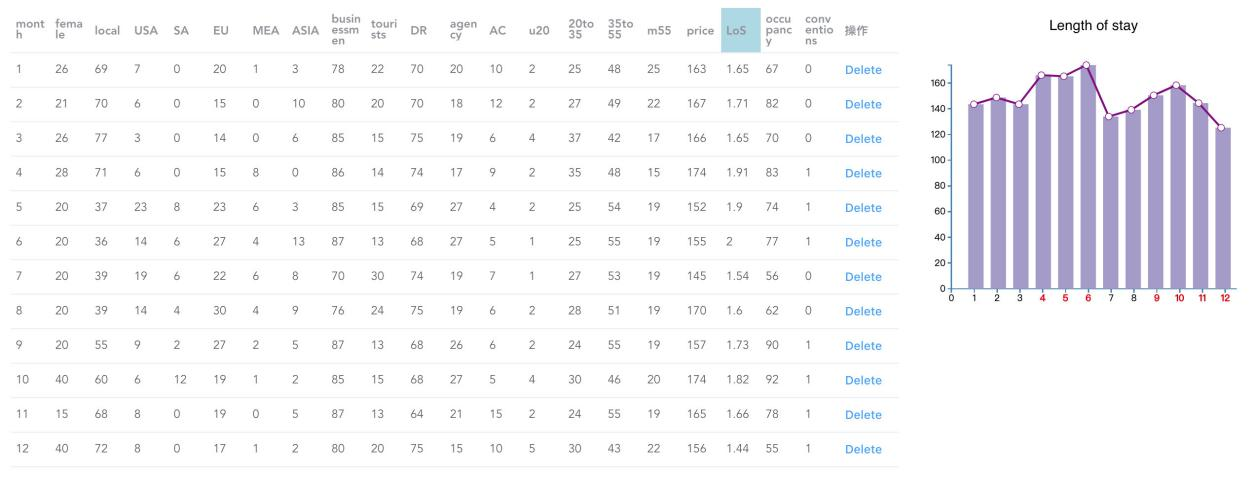 month female local USA SA EU MEA ASIA businessmen tourists DR agency AC u20 20to35 35to55 m55 price LoS occupancy conventions 操作
1 26 69 7 0 20 1 3 78 22 70 20 10 2 25 48 25 163 1.65 67 0 Delete
2 21 70 6 0 15 0 10 80 20 70 18 12 2 27 49 22 167 1.71 82 0 Delete
3 26 77 3 0 14 0 6 85 15 75 19 6 4 37 42 17 166 1.65 70 0 Delete
4 28 71 6 0 15 8 0 86 14 74 17 9 2 35 48 15 174 1.91 83 1 Delete
5 20 37 23 8 23 6 3 85 15 69 27 4 2 25 54 19 152 1.9 74 1 Delete
6 20 36 14 6 27 4 13 87 13 68 27 5 1 25 55 19 155 2 77 1 Delete
7 20 39 19 6 22 6 8 70 30 74 19 7 1 27 53 19 145 1.54 56 0 Delete
8 20 39 14 4 30 4 9 76 24 75 19 6 2 28 51 19 170 1.6 62 0 Delete
9 20 55 9 2 27 2 5 87 13 68 26 6 2 24 55 19 157 1.73 90 1 Delete
10 40 60 6 12 19 1 2 85 15 68 27 5 4 30 46 20 174 1.82 92 1 Delete
11 15 68 8 0 19 0 5 87 13 64 21 15 2 24 55 19 165 1.66 78 1 Delete
12 40 72 8 0 17 1 2 80 20 75 15 10 5 30 43 22 156 1.44 55 1 Delete
Length of stay
160
140
120
100
80
60
40
20
0
0 1 2 3 4 5 6 7 8 9 10 11 12